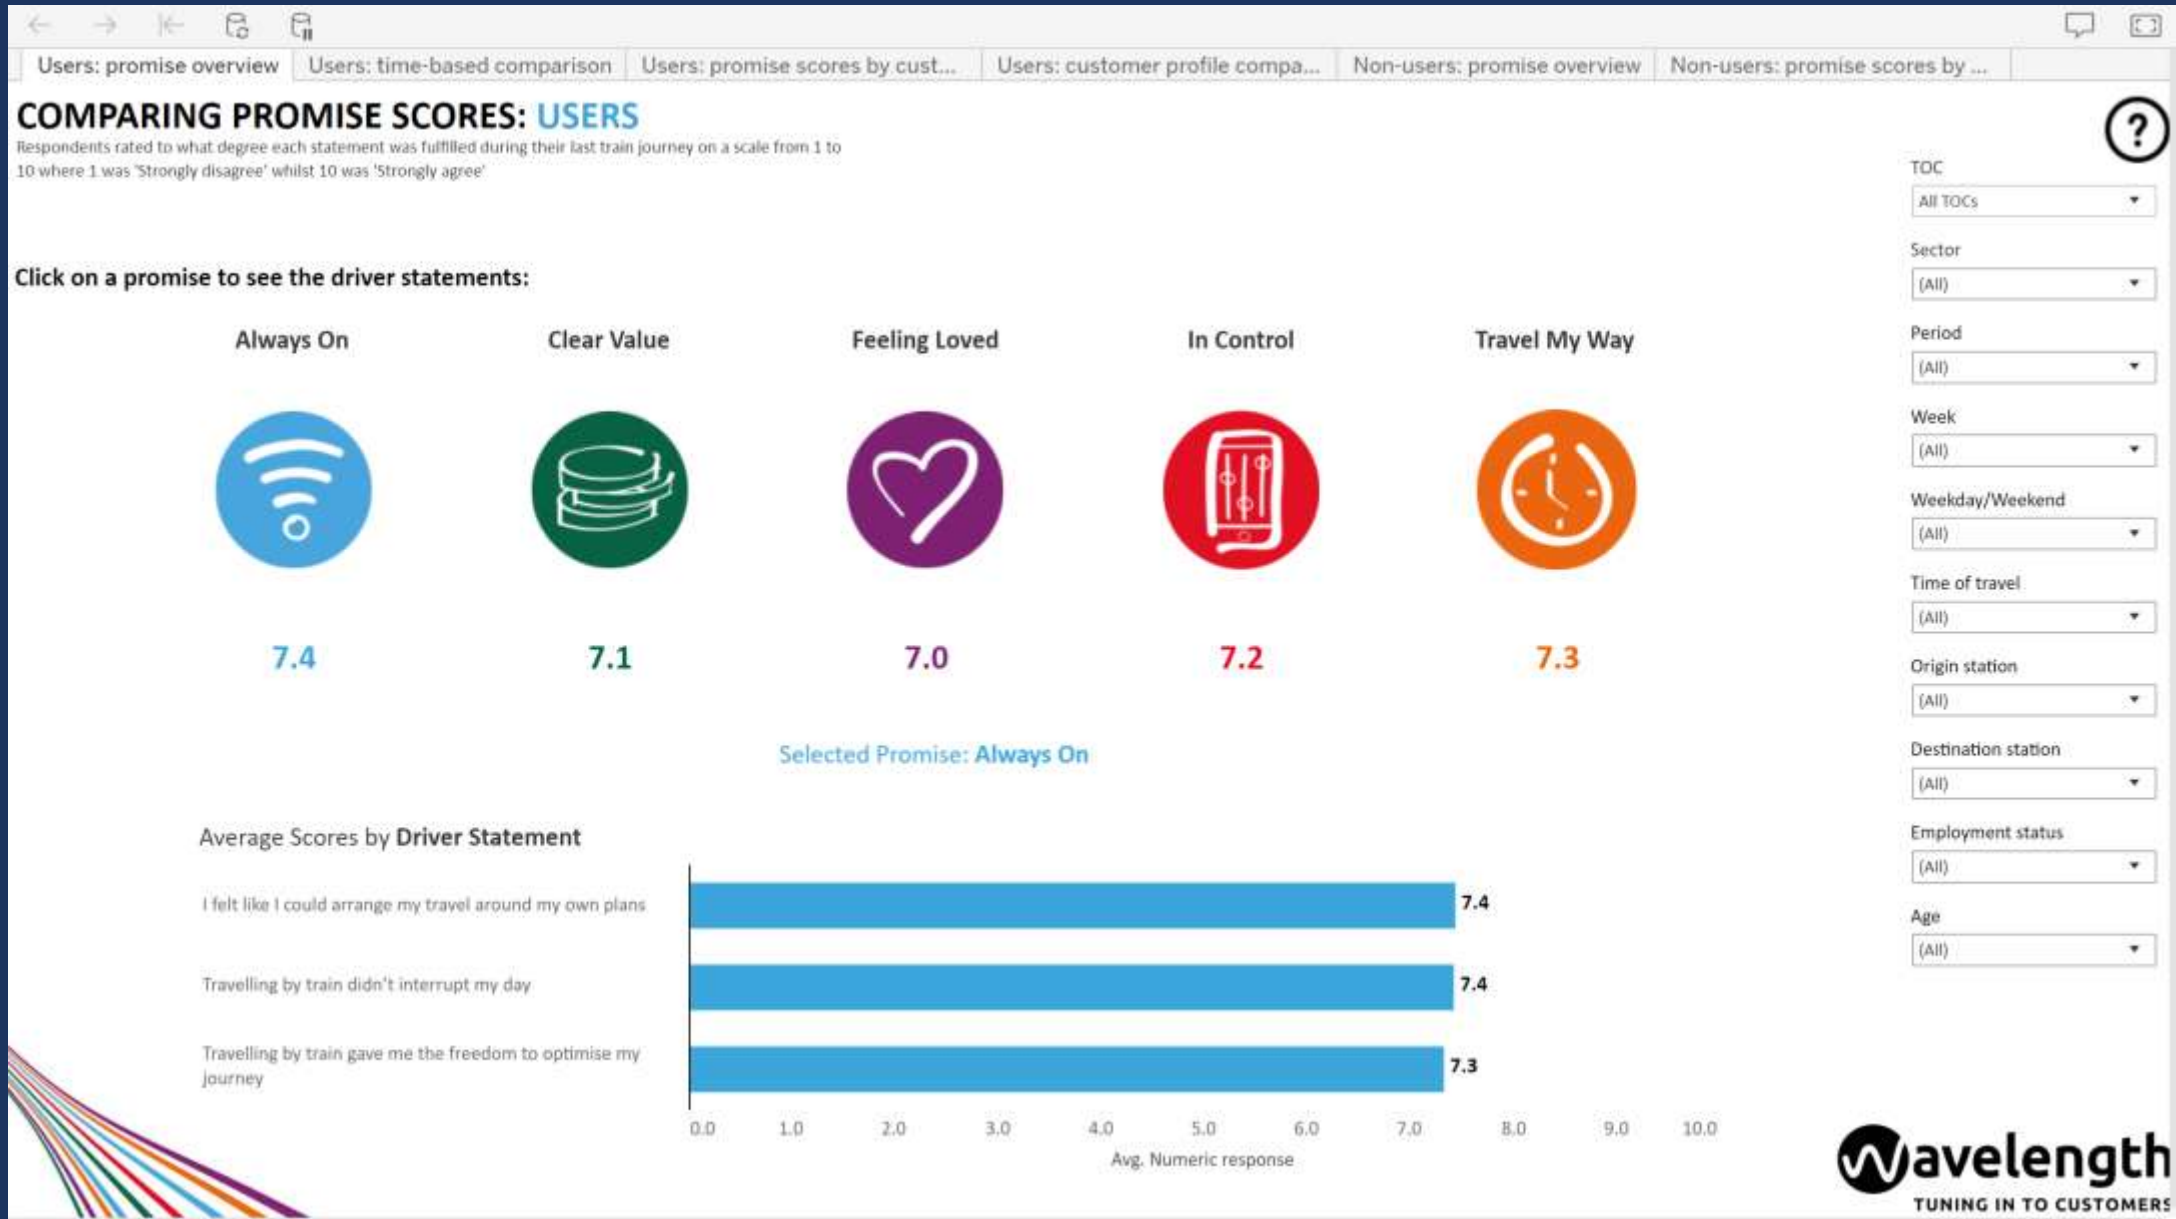 Users: promise overview
Users: time-based comparison
Users: promise scores by cust...
Users: customer profile compa...
Non-users: promise overview
Non-users: promise scores by ...
COMPARING PROMISE SCORES: USERS
Respondents rated to what degree each statement was fulfilled during their last train journey on a scale from 1 to
10 where 1 was 'Strongly disagree' whilst 10 was 'Strongly agree'
?
Click on a promise to see the driver statements:
Always On
Clear Value
Feeling Loved
In Control
Travel My Way
7.4
7.1
7.0
7.2
7.3
Selected Promise: Always On
Average Scores by Driver Statement
I felt like I could arrange my travel around my own plans
7.4
Travelling by train didn't interrupt my day
7.4
Travelling by train gave me the freedom to optimise my
journey
7.3
0.0 1.0 2.0 3.0 4.0 5.0 6.0 7.0 8.0 9.0 10.0
Avg. Numeric response
TOC
All TOCs
Sector
(All)
Period
(All)
Week
(All)
Weekday/Weekend
(All)
Time of travel
(All)
Origin station
(All)
Destination station
(All)
Employment status
(All)
Age
(All)
Wavelength
TUNING IN TO CUSTOMERS